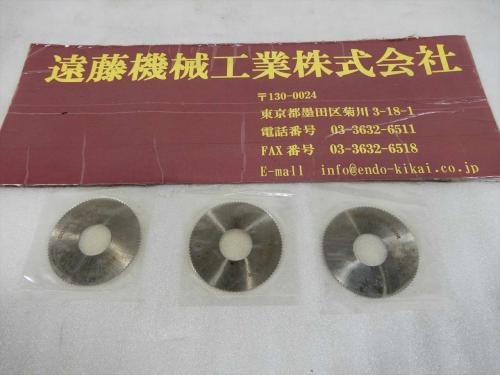 遠藤機械工業株式会社
〒130-0024
東京都墨田区菊川 3-18-1
電話番号 03-3632-6511
FAX 番号 03-3632-6518
E-mall info@endo-kikai.co.jp